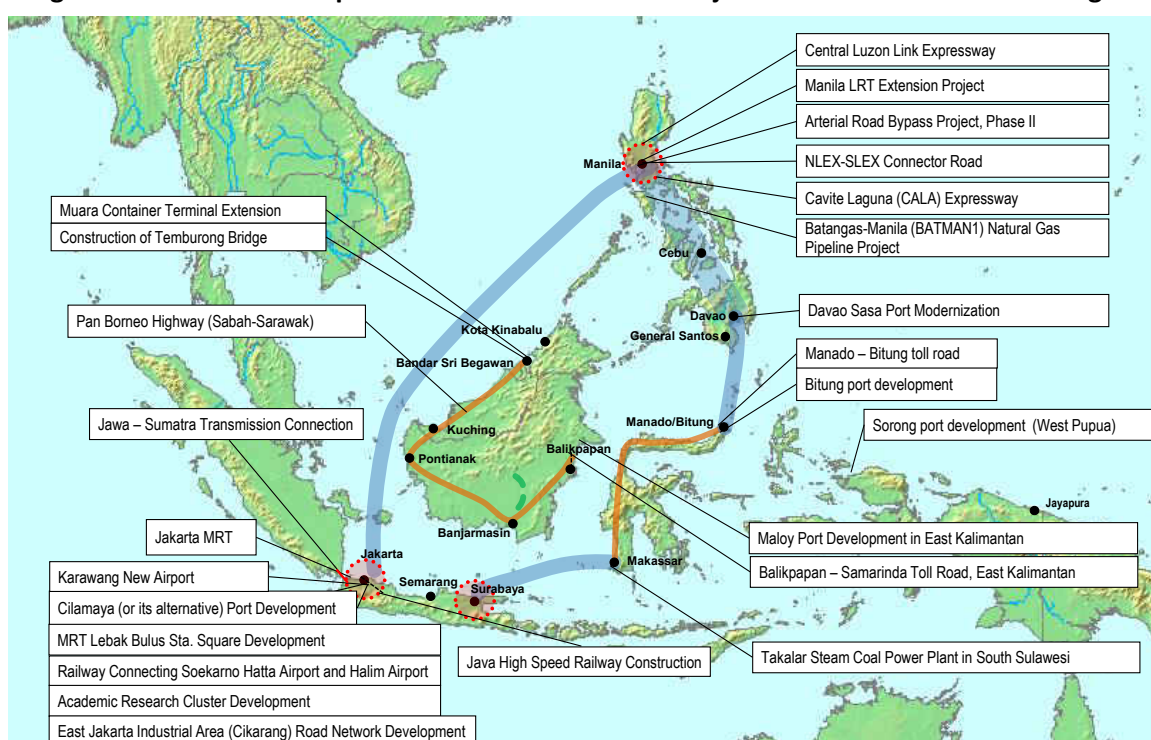 Central Luzon Link Expressway
Manila LRT Extension Project
Arterial Road Bypass Project, Phase II
Manila
NLEX-SLEX Connector Road
Cavite Laguna (CALA) Expressway
Muara Container Terminal Extension
Construction of Temburong Bridge
Batangas-Manila (BATMAN1) Natural Gas
Pipeline Project
Cebu
Davao
Davao Sasa Port Modernization
Pan Borneo Highway (Sabah-Sarawak)
Kota Kinabalu
General Santos
Bandar Sri Begawan
Manado – Bitung toll road
Bitung port development
Jawa – Sumatra Transmission Connection
Kuching
Manado/Bitung
Sorong port development (West Pupua)
Balikpapan
Pontianak
Jayapura
Banjarmasin
Maloy Port Development in East Kalimantan
Jakarta MRT
Jakarta
Makassar
Balikpapan – Samarinda Toll Road, East Kalimantan
Karawang New Airport
Semarang
Surabaya
Cilamaya (or its alternative) Port Development
MRT Lebak Bulus Sta. Square Development
Java High Speed Railway Construction
Takalar Steam Coal Power Plant in South Sulawesi
Railway Connecting Soekarno Hatta Airport and Halim Airport
Academic Research Cluster Development
East Jakarta Industrial Area (Cikarang) Road Network Development